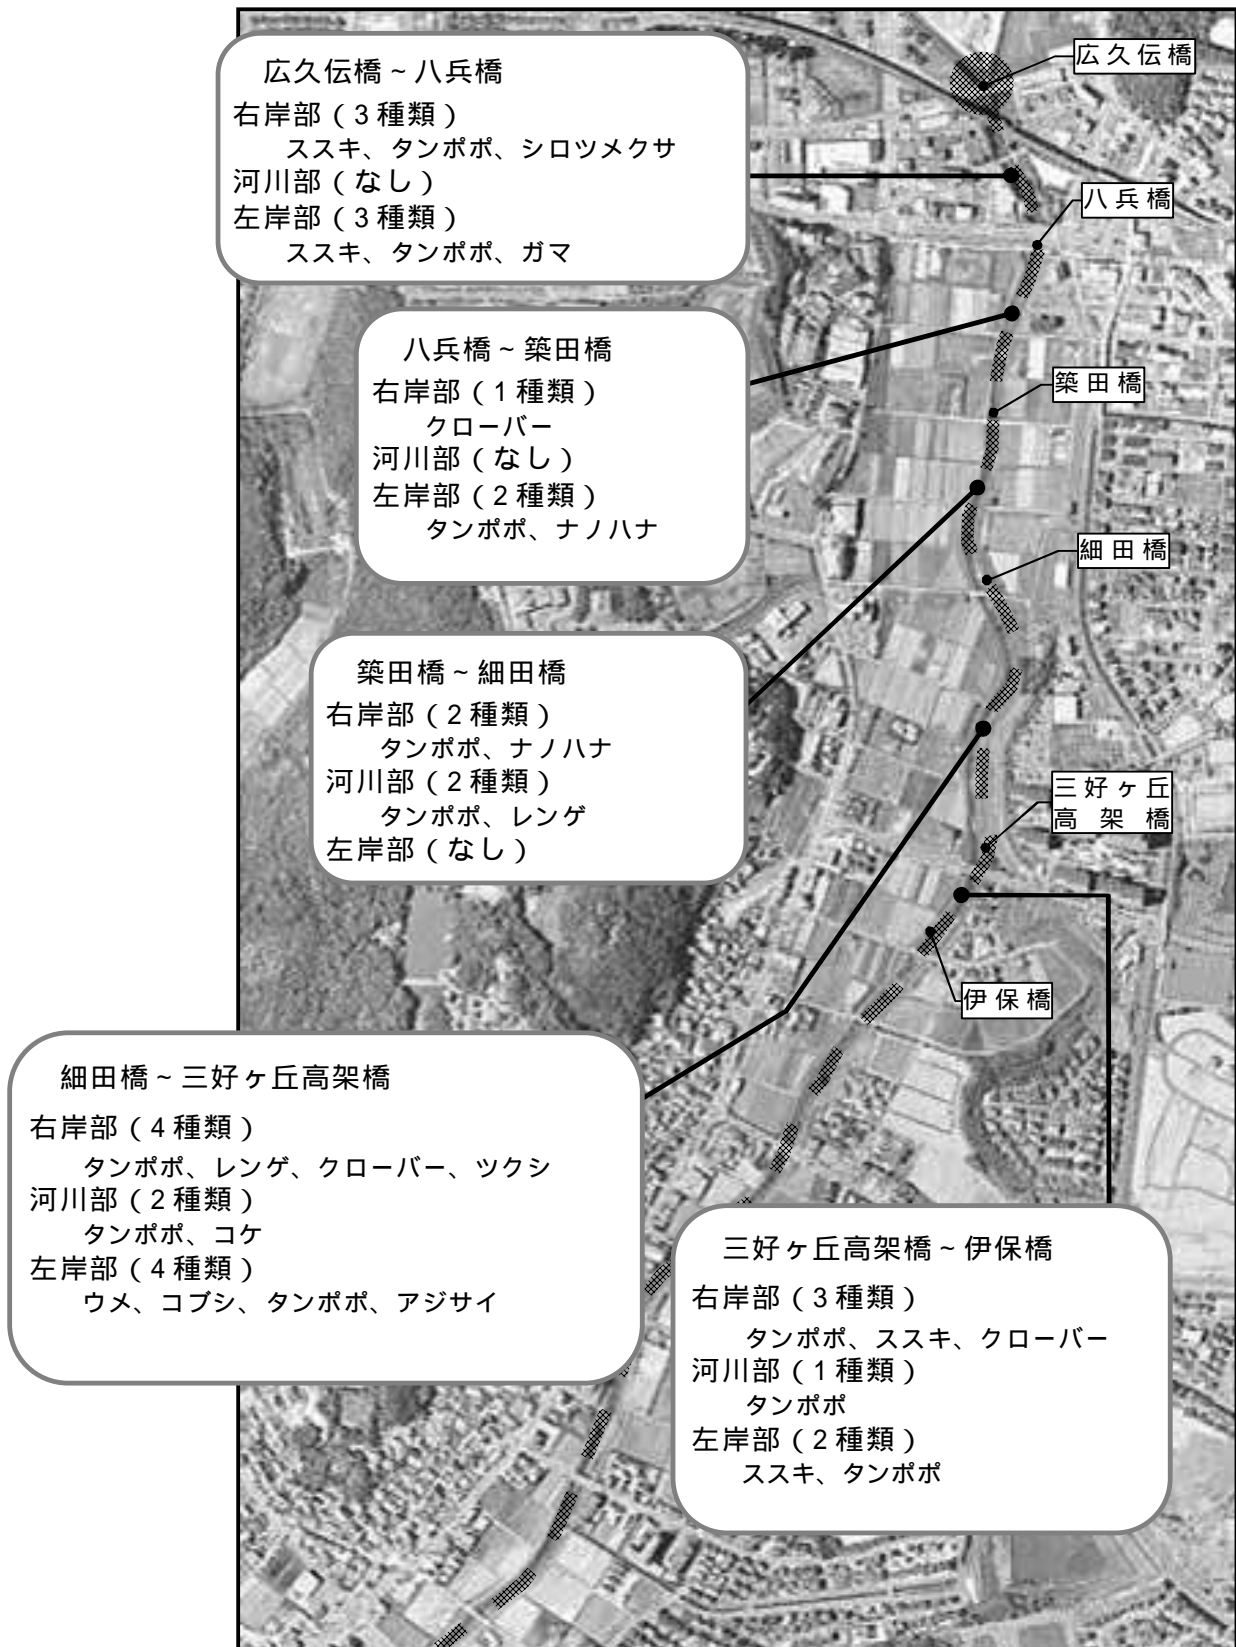 広久伝橋~八兵橋
右岸部(3種類)
ススキ、タンポポ、シロツメクサ
河川部(なし)
左岸部(3種類)
ススキ、タンポポ、ガマ
広久伝橋
八兵橋
八兵橋~築田橋
右岸部(1種類)
クローバー
河川部(なし)
左岸部(2種類)
タンポポ、ナノハナ
築田橋
細田橋
築田橋~細田橋
右岸部(2種類)
タンポポ、ナノハナ
河川部(2種類)
タンポポ、レンゲ
左岸部(なし)
三好ヶ丘
高架橋
伊保橋
細田橋~三好ヶ丘高架橋
右岸部(4種類)
タンポポ、レンゲ、クローバー、ツクシ
河川部(2種類)
タンポポ、コケ
左岸部(4種類)
ウメ、コブシ、タンポポ、アジサイ
三好ヶ丘高架橋~伊保橋
右岸部(3種類)
タンポポ、ススキ、クローバー
河川部(1種類)
タンポポ
左岸部(2種類)
ススキ、タンポポ